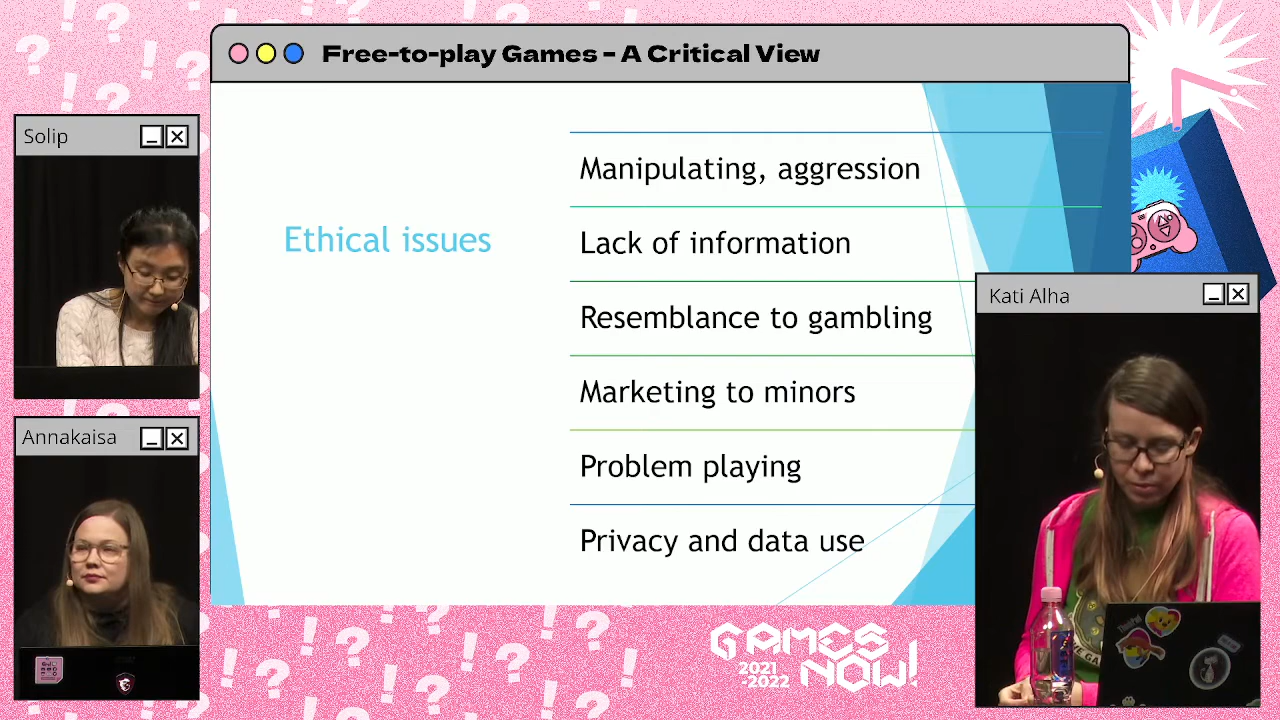 Free-to-play Games – A Critical View
Solip
Ethical issues
Manipulating, aggression
Lack of information
Resemblance to gambling
Marketing to minors
Problem playing
Privacy and data use
Kati Alha
Annakaisa
GAMES
NOW!
2021
-2022